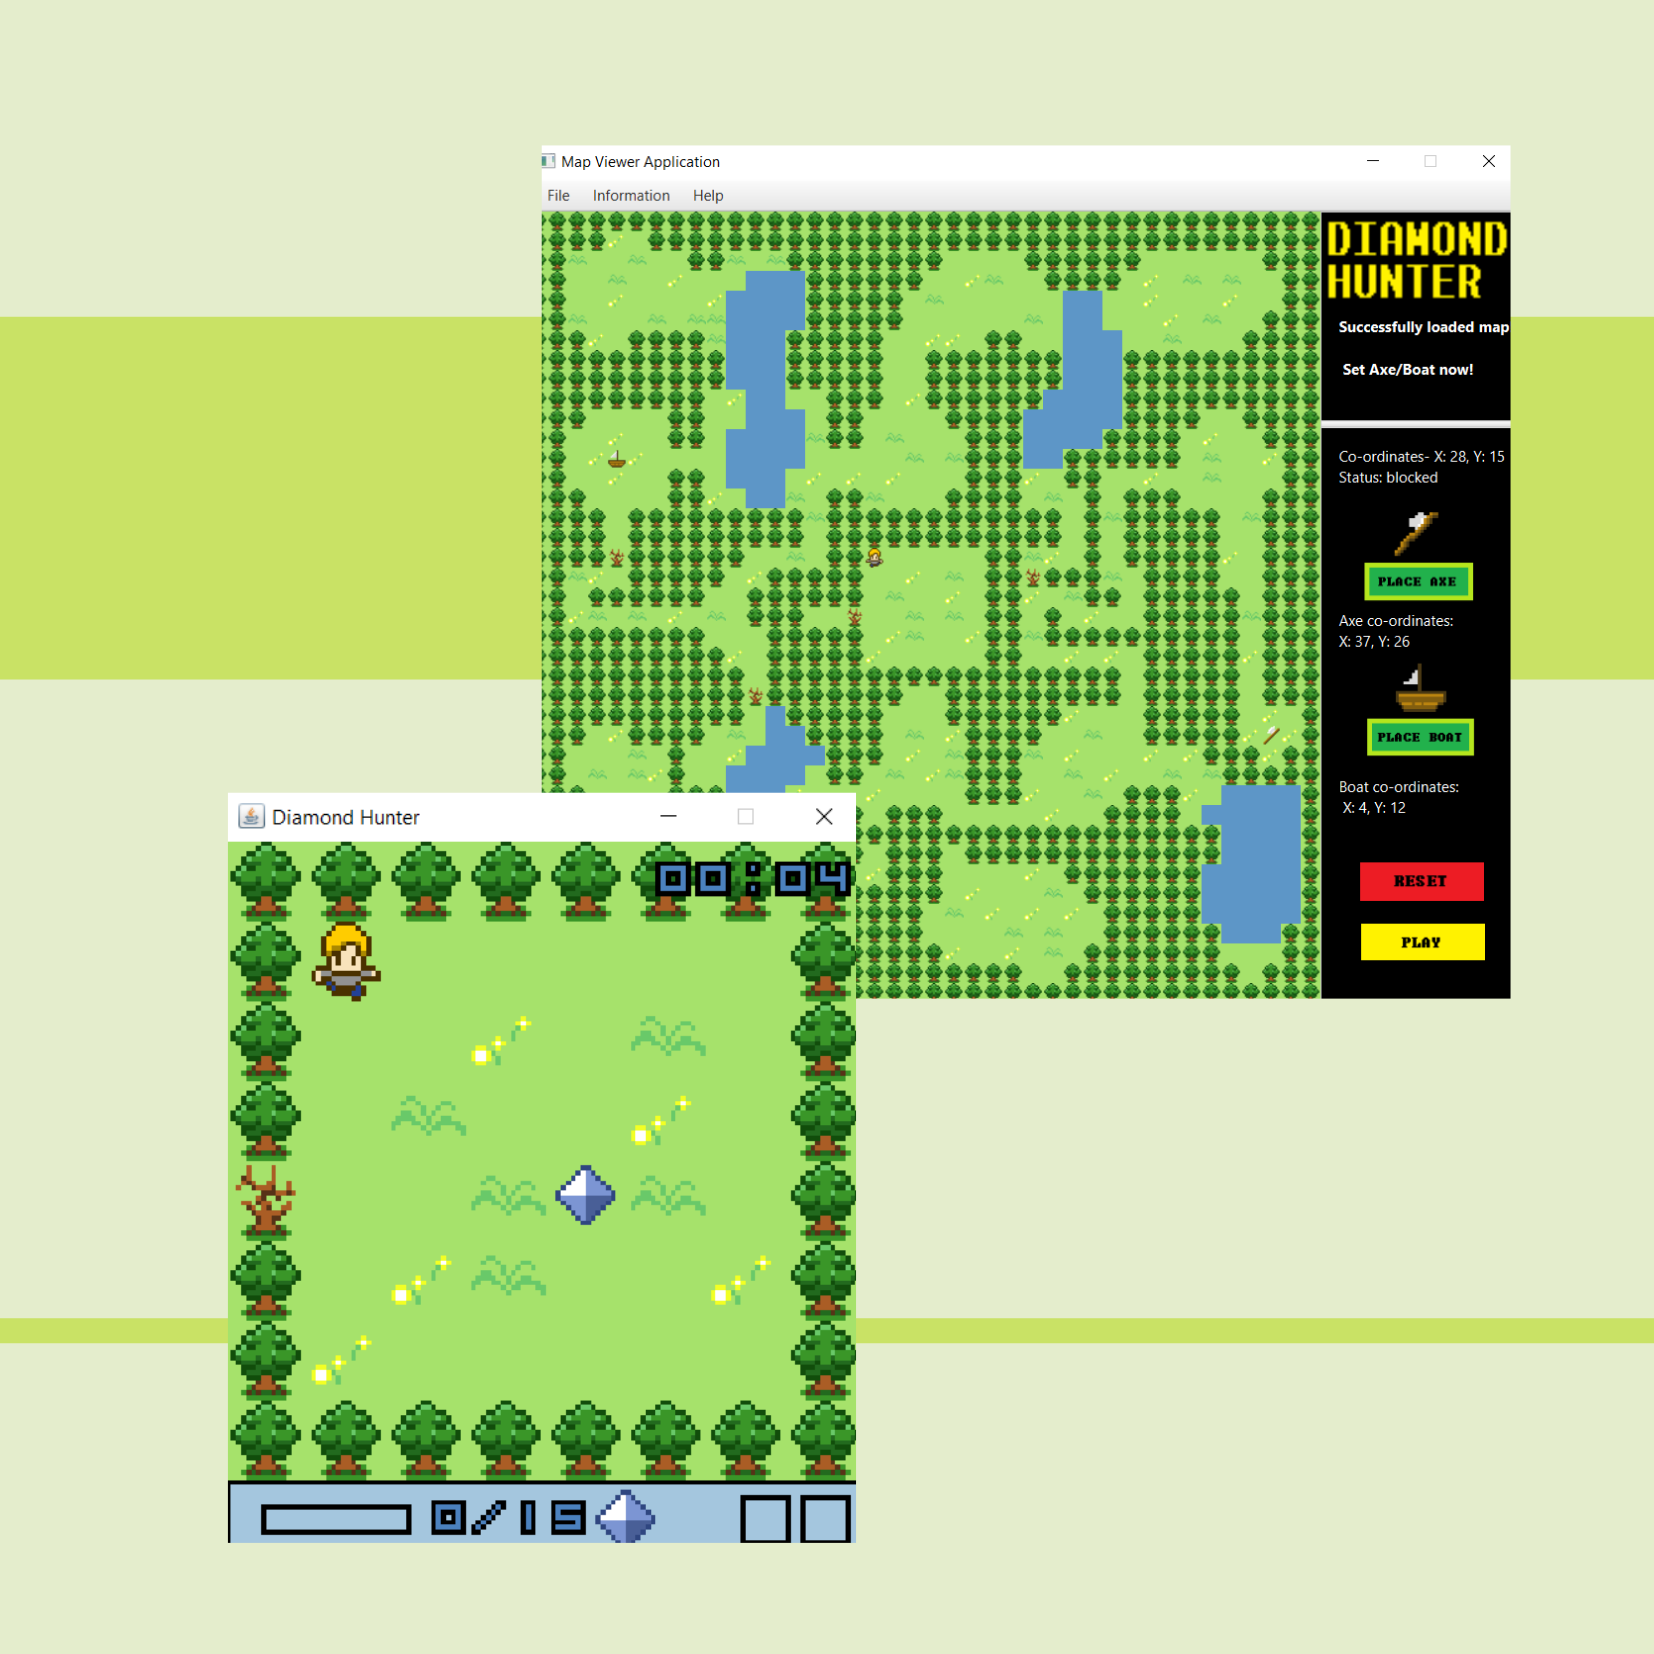 Map Viewer Application
File Information Help
DIAMOND
HUNTER
Successfully loaded map
Set Axe/Boat now!
Co-ordinates- X: 28, Y: 15
Status: blocked
PLACE AXE
Axe co-ordinates:
X: 37, Y: 26
PLACE BOAT
Boat co-ordinates:
X: 4, Y: 12
RESET
PLAY
Diamond Hunter
00:04
0/15